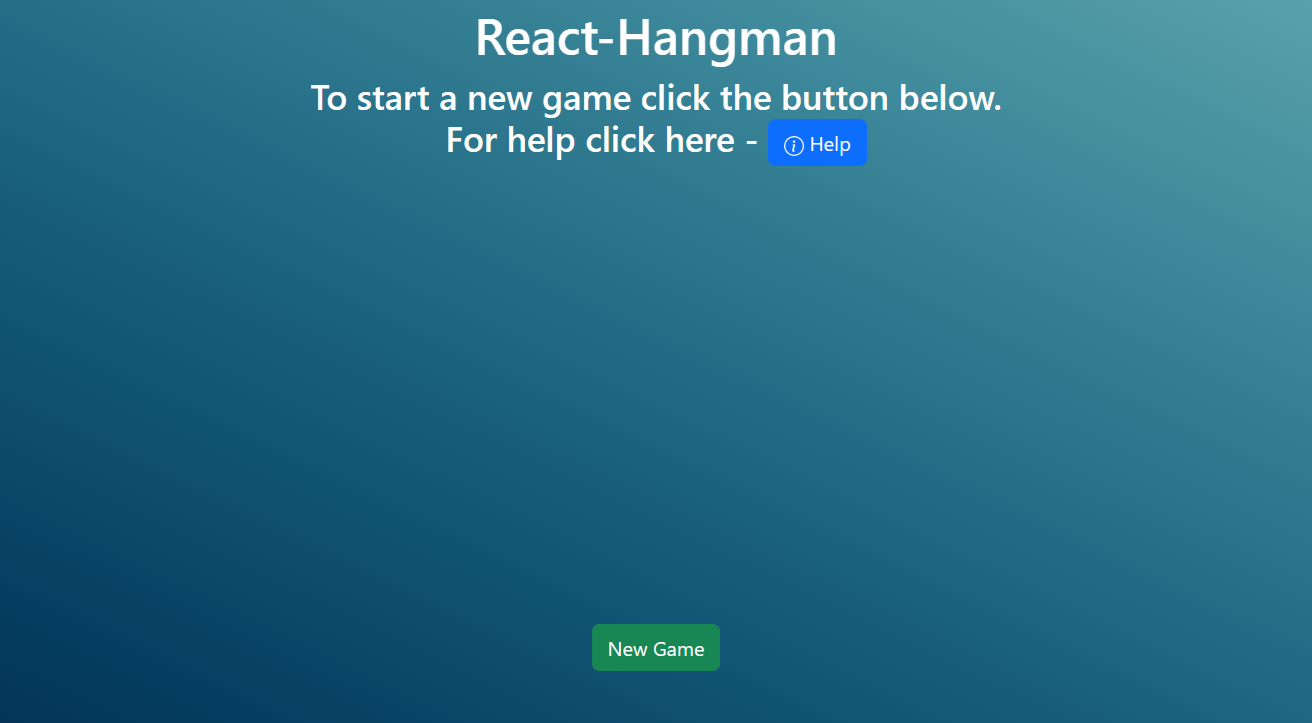 React-Hangman
To start a new game click the button below.
For help click here - Help
New Game